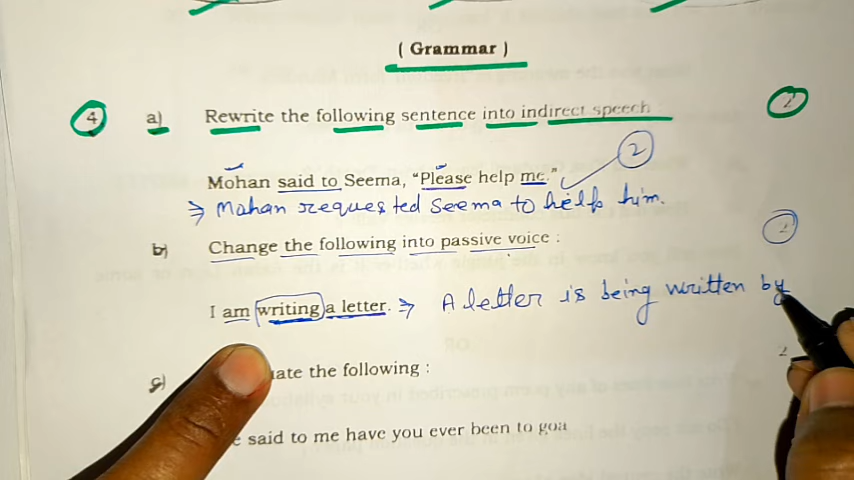 ( Grammar )
4 a) Rewrite the following sentence into indirect speech 2
Mohan said to Seema, "Please help me." 2
⇒ Mohan requested Seema to help him.
b) Change the following into passive voice : 2
I am writing a letter. ⇒ A letter is being written by
c) the following : 2
said to me have you ever been to goa